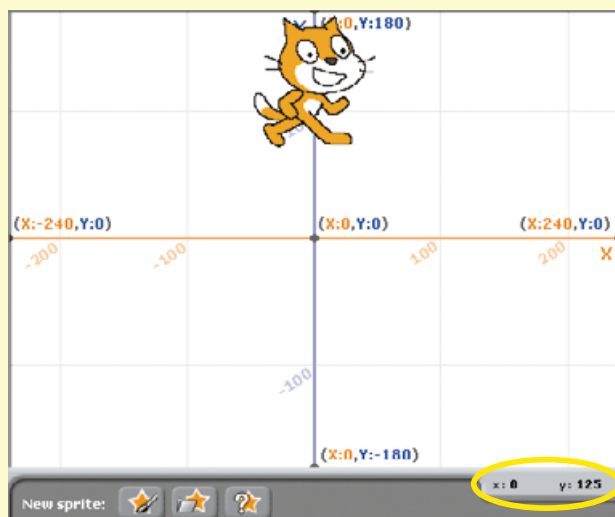 (X:0,Y:180)
(X:-240,Y:0) (X:0,Y:0) (X:240,Y:0)
-200 -100 100 200 X
-100
(X:0,Y:-180)
x: 0 y: 125
New sprite: